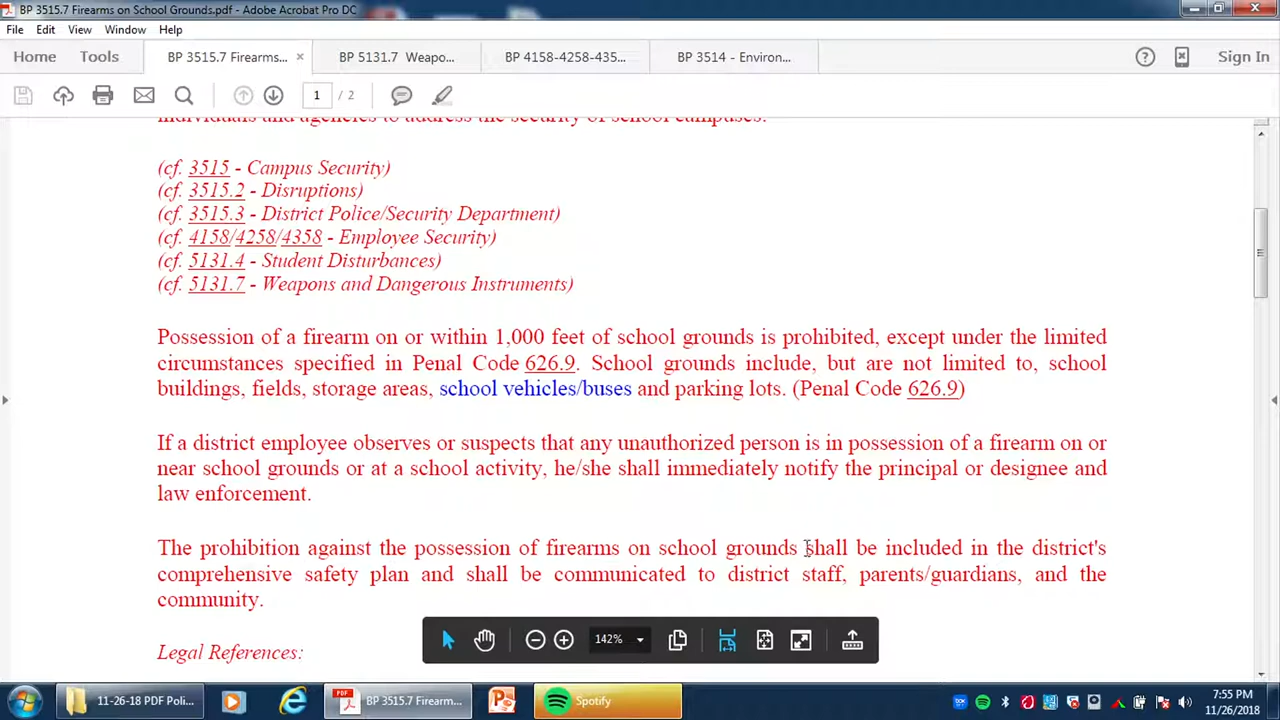 BP 3515.7 Firearms on School Grounds.pdf - Adobe Acrobat Pro DC
File Edit View Window Help
Home Tools BP 3515.7 Firearms... × BP 5131.7 Weapo... BP 4158-4258-435... BP 3514 - Environ... Sign In
1 / 2
individuals and agencies to address the security of school campuses.
(cf. 3515 - Campus Security)
(cf. 3515.2 - Disruptions)
(cf. 3515.3 - District Police/Security Department)
(cf. 4158/4258/4358 - Employee Security)
(cf. 5131.4 - Student Disturbances)
(cf. 5131.7 - Weapons and Dangerous Instruments)
Possession of a firearm on or within 1,000 feet of school grounds is prohibited, except under the limited
circumstances specified in Penal Code 626.9. School grounds include, but are not limited to, school
buildings, fields, storage areas, school vehicles/buses and parking lots. (Penal Code 626.9)
If a district employee observes or suspects that any unauthorized person is in possession of a firearm on or
near school grounds or at a school activity, he/she shall immediately notify the principal or designee and
law enforcement.
The prohibition against the possession of firearms on school grounds shall be included in the district's
comprehensive safety plan and shall be communicated to district staff, parents/guardians, and the
community.
142%
Legal References:
11-26-18 PDF Poli... BP 3515.7 Firearm... Spotify
7:55 PM
11/26/2018